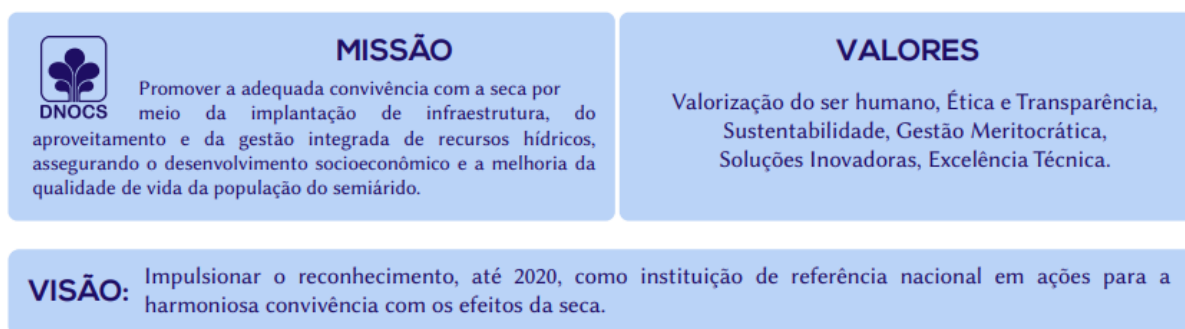 MISSÃO
DNOCS
Promover a adequada convivência com a seca por
meio da implantação de infraestrutura, do
aproveitamento e da gestão integrada de recursos hídricos,
assegurando o desenvolvimento socioeconômico e a melhoria da
qualidade de vida da população do semiárido.
VALORES
Valorização do ser humano, Ética e Transparência,
Sustentabilidade, Gestão Meritocrática,
Soluções Inovadoras, Excelência Técnica.
VISÃO: Impulsionar o reconhecimento, até 2020, como instituição de referência nacional em ações para a
harmoniosa convivência com os efeitos da seca.